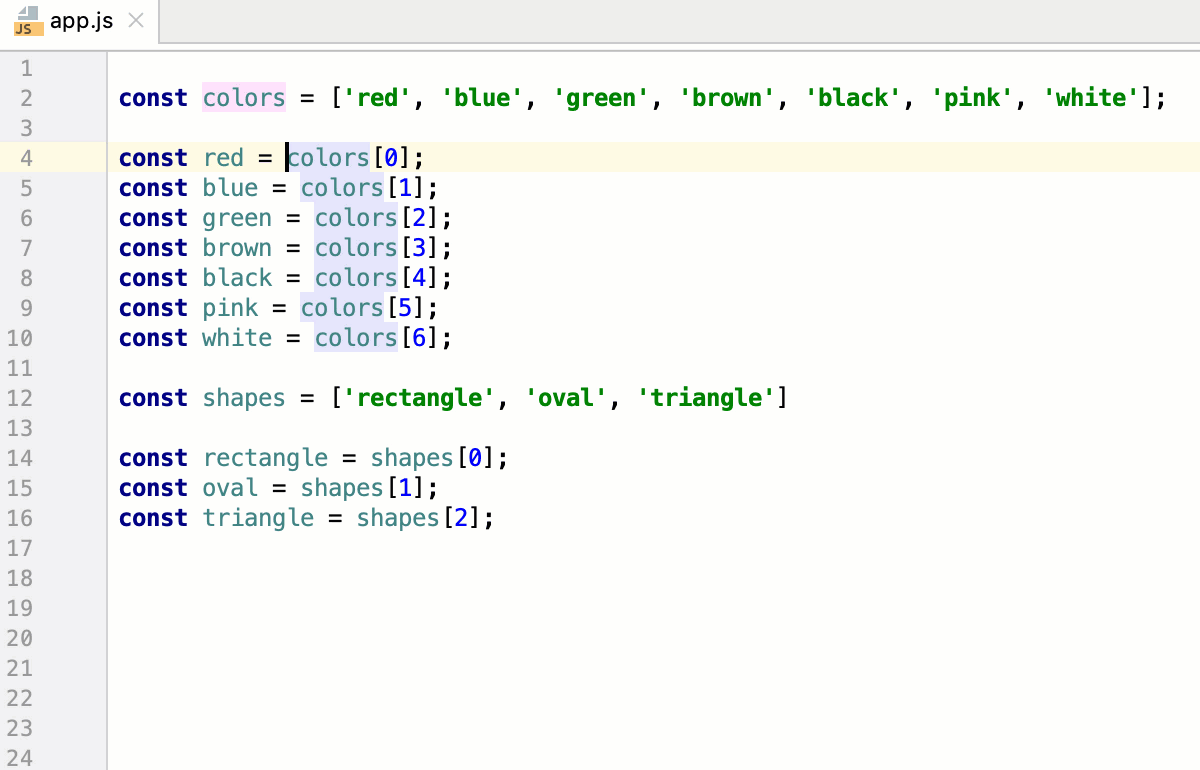 JS app.js
1
2 const colors = ['red', 'blue', 'green', 'brown', 'black', 'pink', 'white'];
3
4 const red = colors[0];
5 const blue = colors[1];
6 const green = colors[2];
7 const brown = colors[3];
8 const black = colors[4];
9 const pink = colors[5];
10 const white = colors[6];
11
12 const shapes = ['rectangle', 'oval', 'triangle']
13
14 const rectangle = shapes[0];
15 const oval = shapes[1];
16 const triangle = shapes[2];
17
18
19
20
21
22
23
24